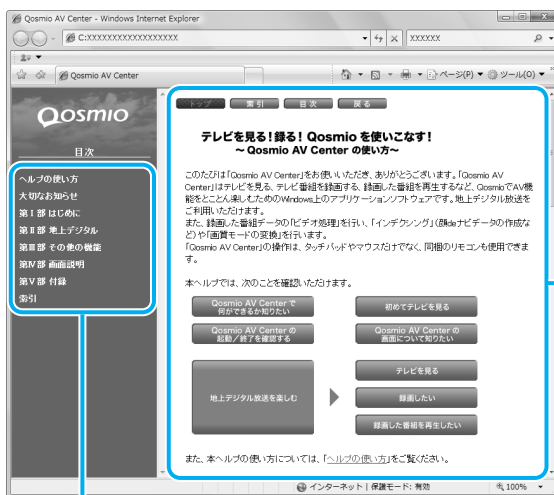 Qosmio AV Center - Windows Internet Explorer
C:XXXXXXXXXXXXXXXXXX
XXXXXX
Qosmio AV Center
ページ(P)
ツール(O)
Qosmio
目次
ヘルプの使い方
大切なお知らせ
第Ⅰ部 はじめに
第Ⅱ部 地上デジタル
第Ⅲ部 その他の機能
第Ⅳ部 画面説明
第Ⅴ部 付録
索引
トップ
索引
目次
戻る
テレビを見る!録る! Qosmio を使いこなす!
~ Qosmio AV Center の使い方~
このたびは「Qosmio AV Center」をお使いいただき、ありがとうございます。「Qosmio AV
Center」はテレビを見る、テレビ番組を録画する、録画した番組を再生するなど、QosmioでAV機
能をとことん楽しむためのWindows上のアプリケーションソフトウェアです。地上デジタル放送を
ご利用いただけます。
また、録画した番組データの「ビデオ処理」を行い、「インデクシング」(顔deナビデータの作成な
ど)や「画質モードの変換」を行います。
「Qosmio AV Center」の操作は、タッチパッドやマウスだけでなく、同梱のリモコンも使用できま
す。
本ヘルプでは、次のことを確認いただけます。
Qosmio AV Center で
何ができるか知りたい
初めてテレビを見る
Qosmio AV Center の
起動/終了を確認する
Qosmio AV Center の
画面について知りたい
地上デジタル放送を楽しむ
テレビを見る
録画したい
録画した番組を再生したい
また、本ヘルプの使い方については、「ヘルプの使い方」をご覧ください。
インターネット | 保護モード: 有効
100%